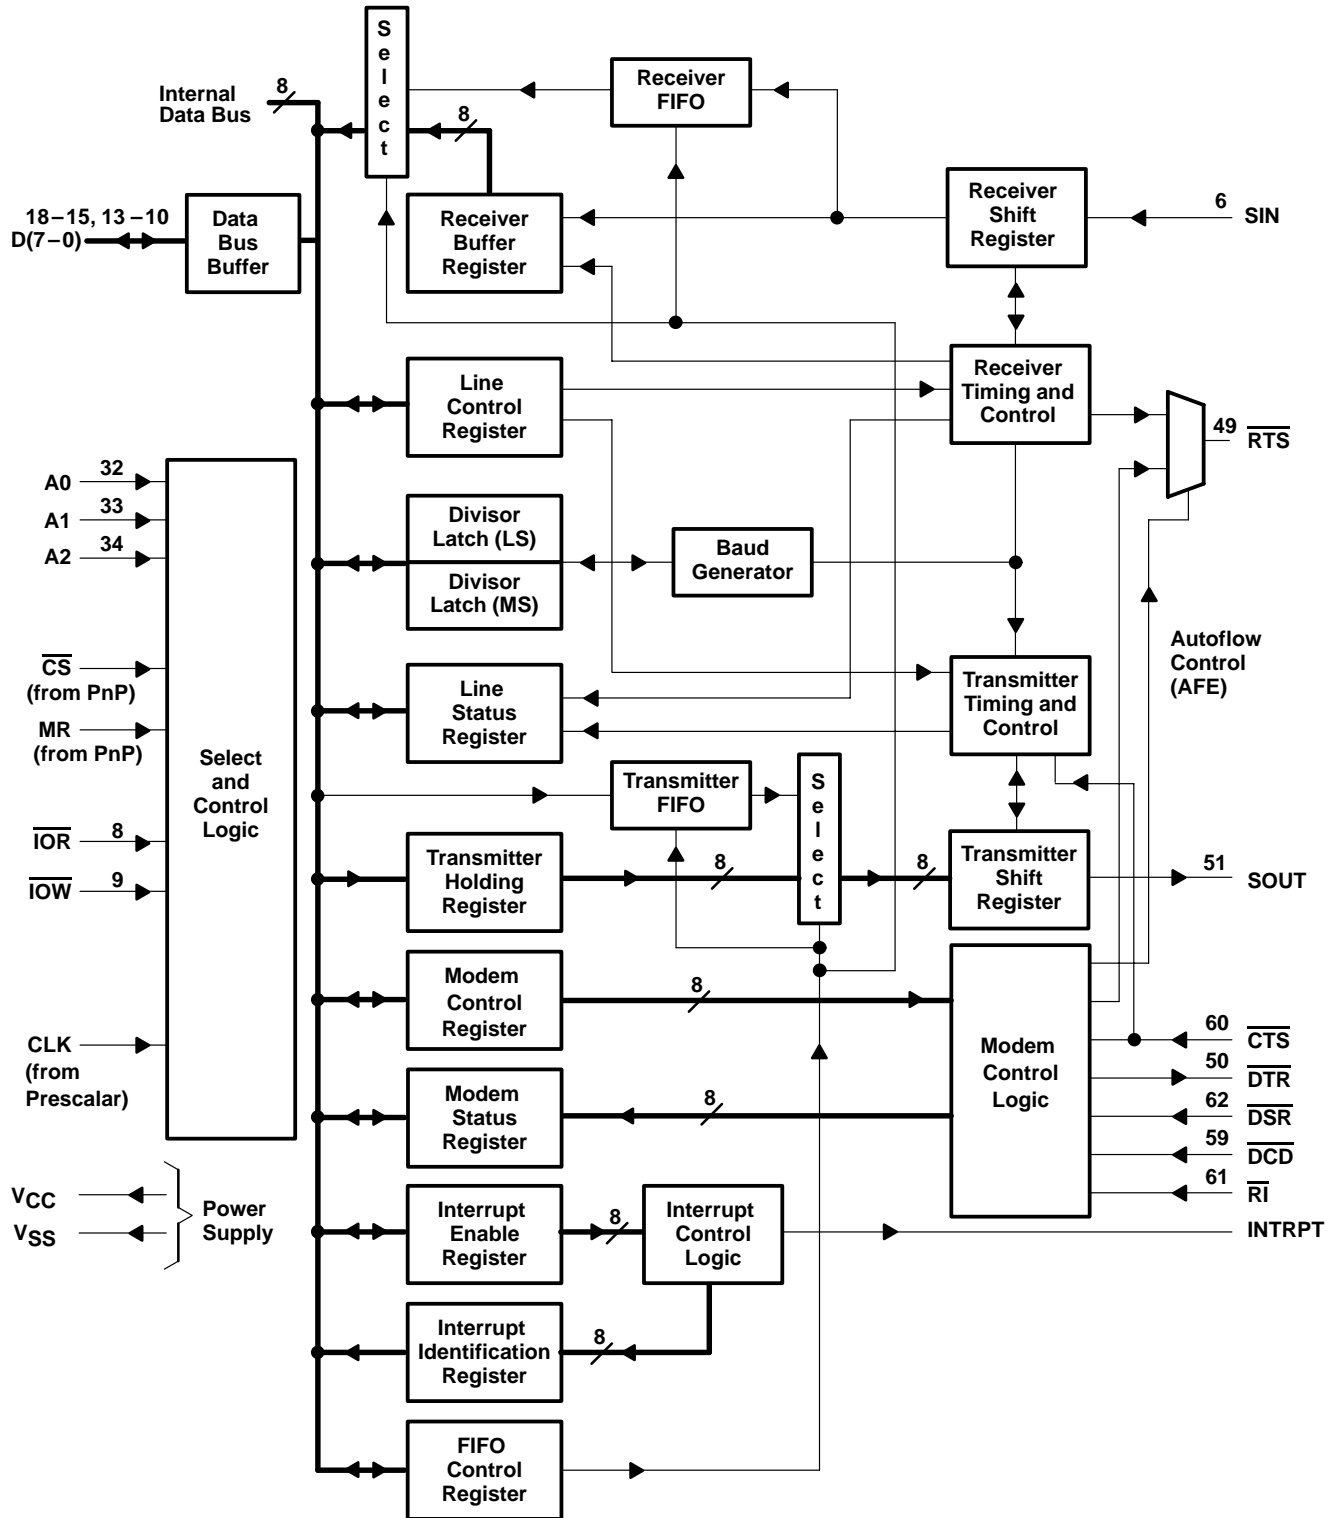 Select
Internal
Data Bus
8
8
Receiver
FIFO
18–15, 13–10
D(7–0)
Data
Bus
Buffer
Receiver
Buffer
Register
Receiver
Shift
Register
6
SIN
Line
Control
Register
Receiver
Timing and
Control
49
RTS
A0
32
A1
33
A2
34
Divisor
Latch (LS)
Divisor
Latch (MS)
Baud
Generator
Autoflow
Control
(AFE)
CS
(from PnP)
MR
(from PnP)
Select
and
Control
Logic
Line
Status
Register
Transmitter
Timing and
Control
Transmitter
FIFO
Select
IOR
8
IOW
9
Transmitter
Holding
Register
8
8
Transmitter
Shift
Register
51
SOUT
Modem
Control
Register
8
Modem
Control
Logic
CLK
(from
Prescalar)
60
CTS
50
DTR
62
DSR
59
DCD
61
RI
Modem
Status
Register
8
VCC
VSS
Power
Supply
Interrupt
Enable
Register
8
Interrupt
Control
Logic
INTRPT
Interrupt
Identification
Register
8
FIFO
Control
Register